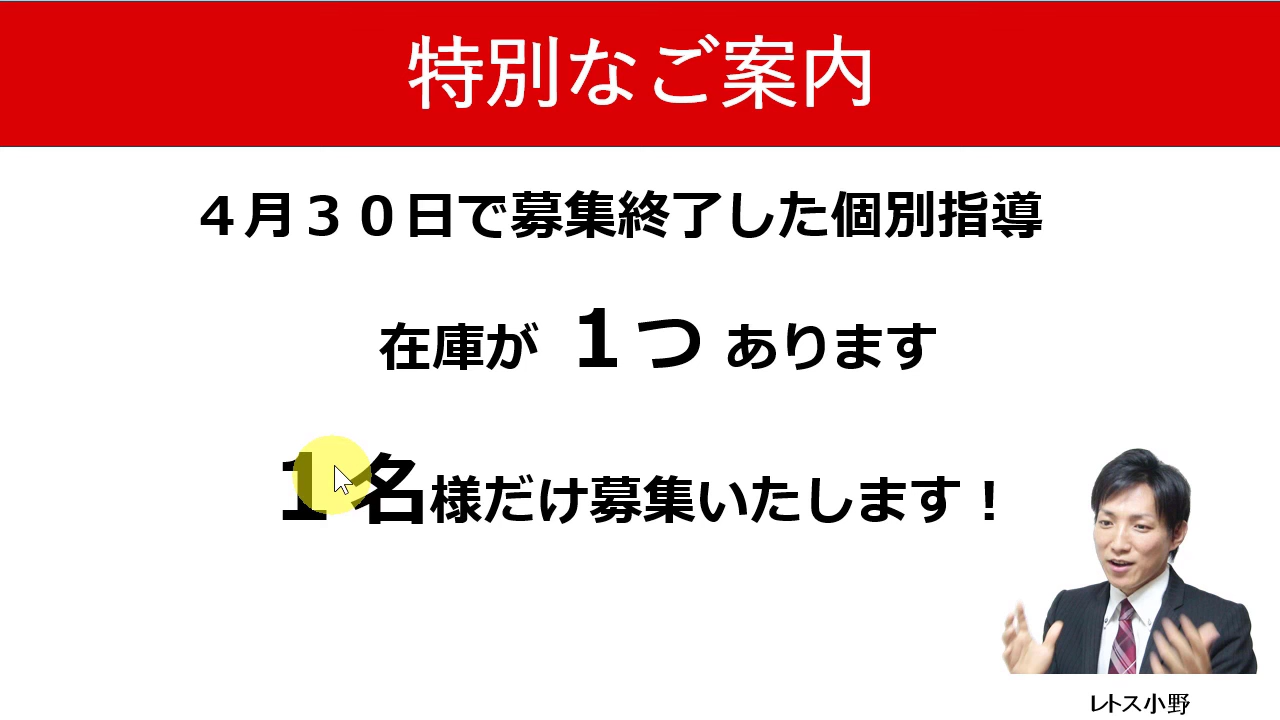 特別なご案内
４月３０日で募集終了した個別指導
在庫が １つ あります
１名様だけ募集いたします！
レトス小野